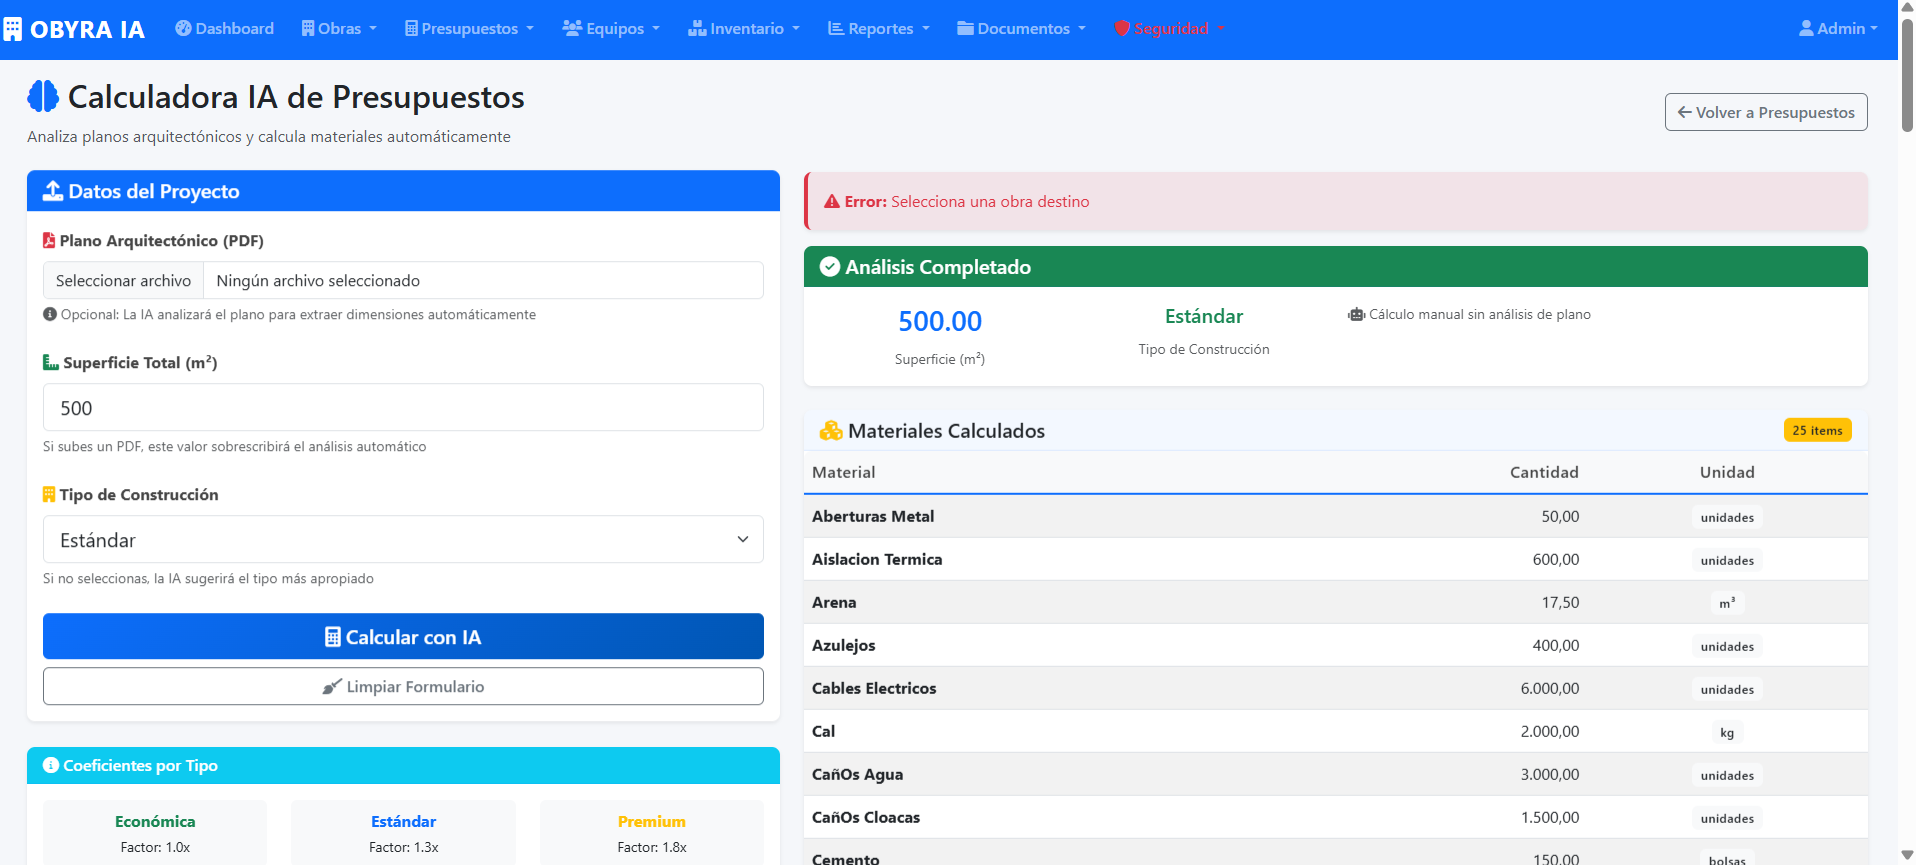 OBYRA IA Dashboard Obras Presupuestos Equipos Inventario Reportes Documentos Seguridad Admin
Calculadora IA de Presupuestos
Analiza planos arquitectónicos y calcula materiales automáticamente
Volver a Presupuestos
Datos del Proyecto
Plano Arquitectónico (PDF)
Seleccionar archivo Ningún archivo seleccionado
Opcional: La IA analizará el plano para extraer dimensiones automáticamente
Superficie Total (m²)
500
Si subes un PDF, este valor sobrescribirá el análisis automático
Tipo de Construcción
Estándar
Si no seleccionas, la IA sugerirá el tipo más apropiado
Calcular con IA
Limpiar Formulario
Coeficientes por Tipo
Económica Estándar Premium
Factor: 1.0x Factor: 1.3x Factor: 1.8x
Error: Selecciona una obra destino
Análisis Completado
500.00 Estándar Cálculo manual sin análisis de plano
Superficie (m²) Tipo de Construcción
Materiales Calculados 25 items
Material Cantidad Unidad
Aberturas Metal 50,00 unidades
Aislacion Termica 600,00 unidades
Arena 17,50 m³
Azulejos 400,00 unidades
Cables Electricos 6.000,00 unidades
Cal 2.000,00 kg
CañOs Agua 3.000,00 unidades
CañOs Cloacas 1.500,00 unidades
Cemento 150,00 bolsas